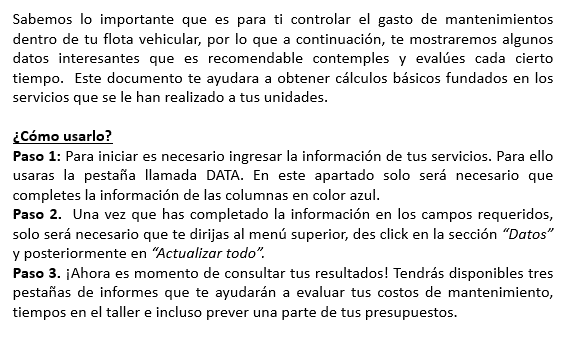 Sabemos lo importante que es para ti controlar el gasto de mantenimientos
dentro de tu flota vehicular, por lo que a continuación, te mostraremos algunos
datos interesantes que es recomendable contemples y evalúes cada cierto
tiempo. Este documento te ayudara a obtener cálculos básicos fundados en los
servicios que se le han realizado a tus unidades.
¿Cómo usarlo?
Paso 1: Para iniciar es necesario ingresar la información de tus servicios. Para ello
usaras la pestaña llamada DATA. En este apartado solo será necesario que
completes la información de las columnas en color azul.
Paso 2. Una vez que has completado la información en los campos requeridos,
solo será necesario que te dirijas al menú superior, des click en la sección “Datos”
y posteriormente en “Actualizar todo”.
Paso 3. ¡Ahora es momento de consultar tus resultados! Tendrás disponibles tres
pestañas de informes que te ayudarán a evaluar tus costos de mantenimiento,
tiempos en el taller e incluso prever una parte de tus presupuestos.